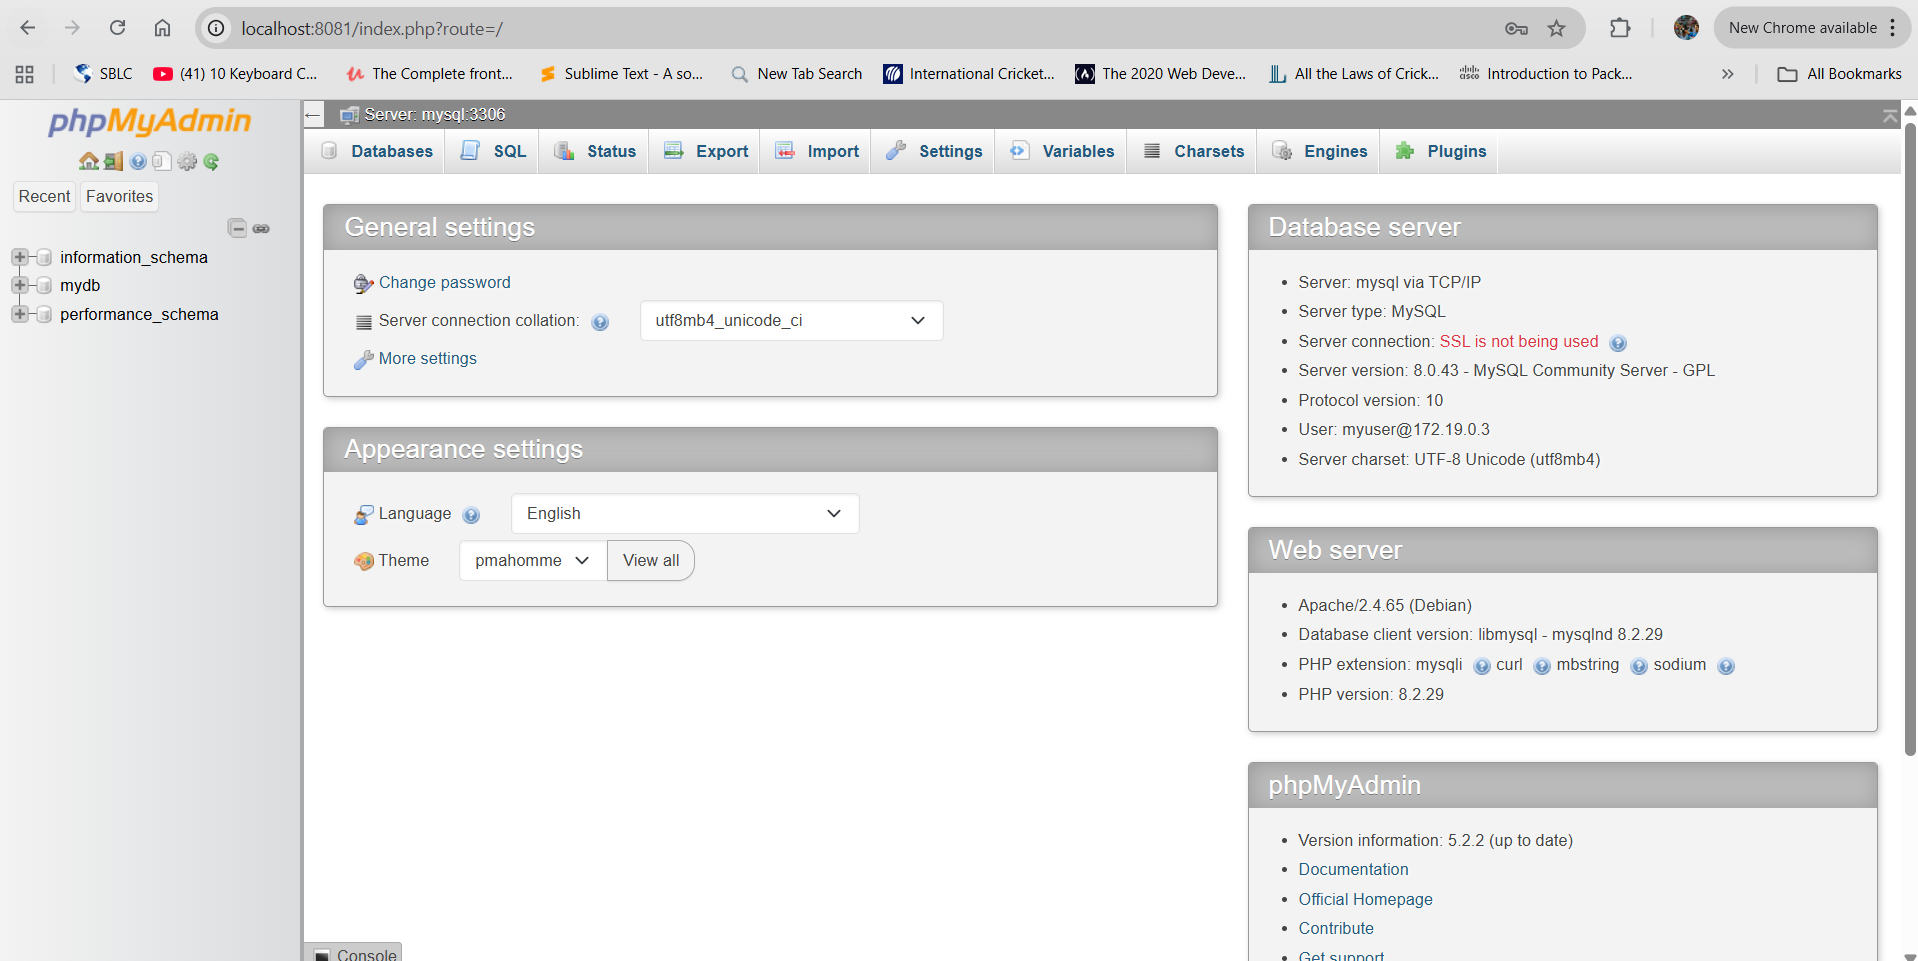 localhost:8081/index.php?route=/
New Chrome available
SBLC
(41) 10 Keyboard C...
The Complete front...
Sublime Text - A so...
New Tab Search
International Cricket...
The 2020 Web Deve...
All the Laws of Crick...
Introduction to Pack...
All Bookmarks
phpMyAdmin
Recent
Favorites
information_schema
mydb
performance_schema
Server: mysql:3306
Databases
SQL
Status
Export
Import
Settings
Variables
Charsets
Engines
Plugins
General settings
Change password
Server connection collation:
utf8mb4_unicode_ci
More settings
Appearance settings
Language
English
Theme
pmahomme
View all
Database server
Server: mysql via TCP/IP
Server type: MySQL
Server connection: SSL is not being used
Server version: 8.0.43 - MySQL Community Server - GPL
Protocol version: 10
User: myuser@172.19.0.3
Server charset: UTF-8 Unicode (utf8mb4)
Web server
Apache/2.4.65 (Debian)
Database client version: libmysql - mysqlnd 8.2.29
PHP extension: mysqli curl mbstring sodium
PHP version: 8.2.29
phpMyAdmin
Version information: 5.2.2 (up to date)
Documentation
Official Homepage
Contribute
Get support
Console